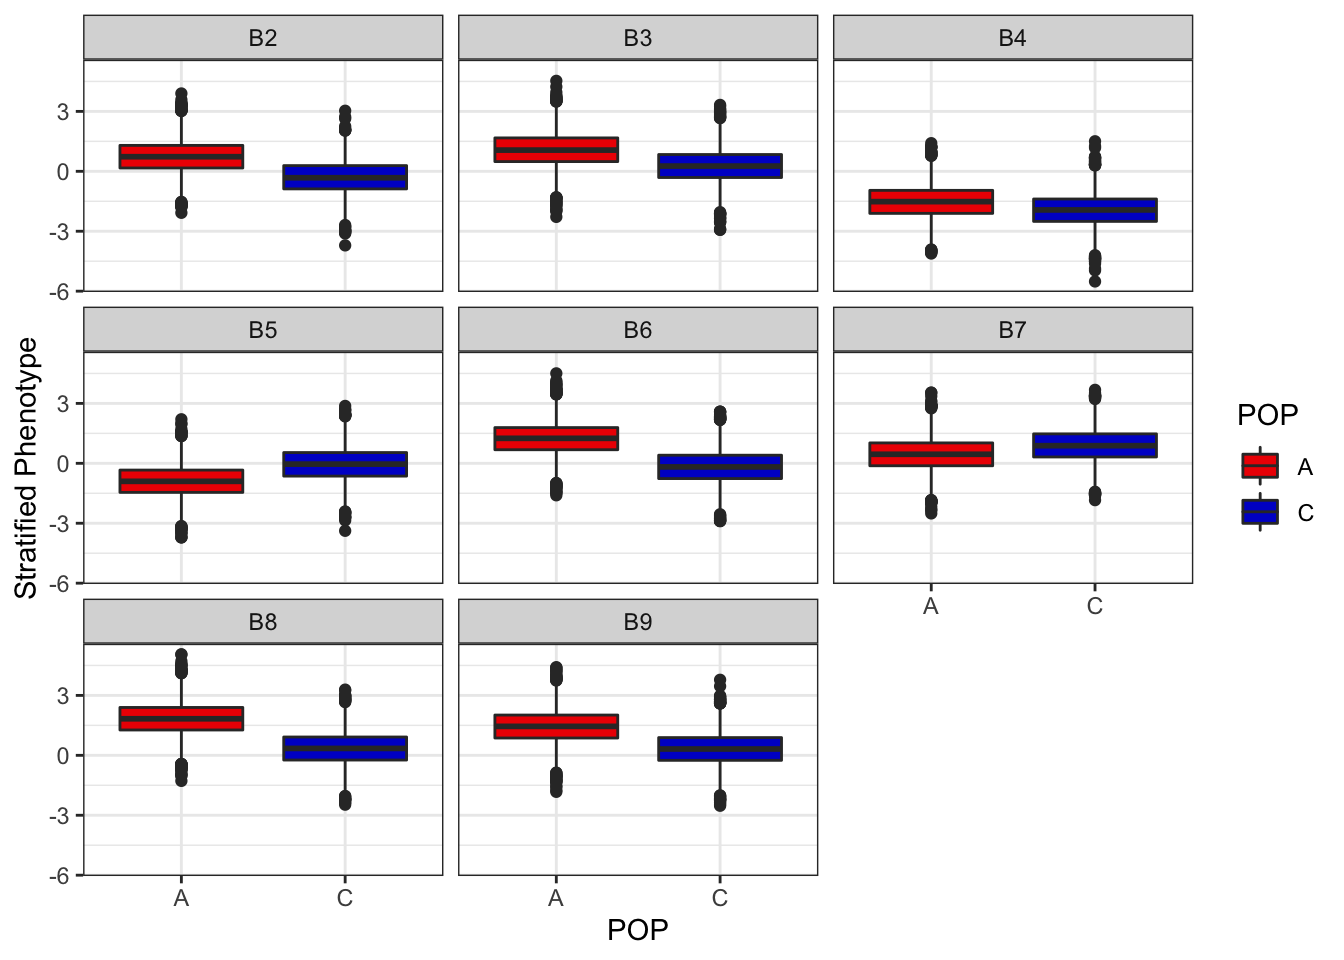 B2 B3 B4
3
0
-3
-6
B5 B6 B7
3
0
-3
-6
A C
B8 B9
3
0
-3
-6
A C A C
POP
Stratified Phenotype
POP
A
C